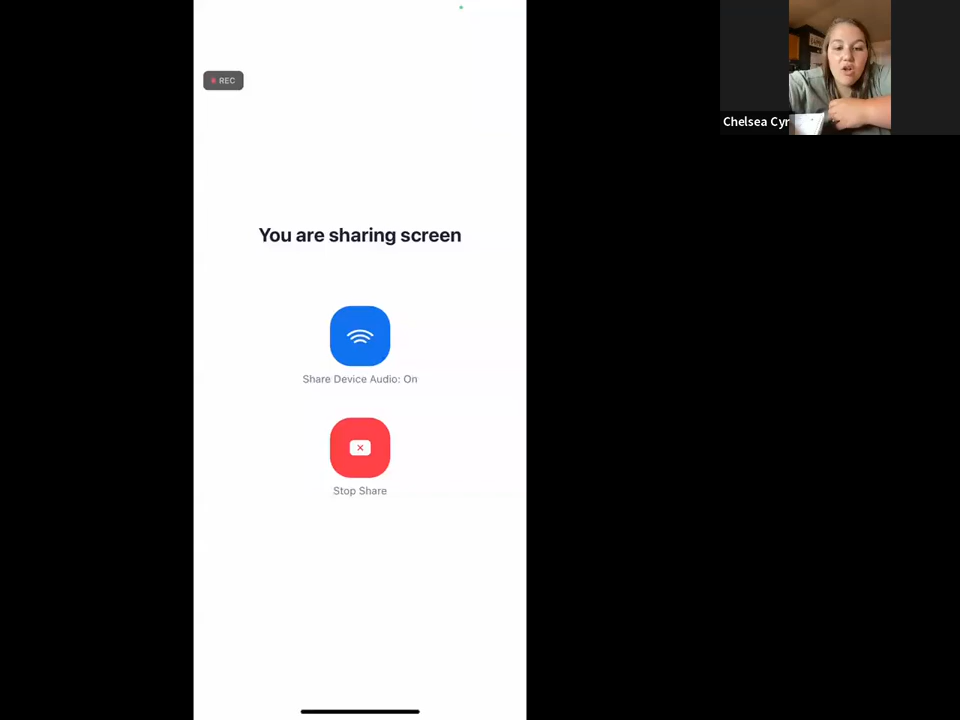 REC
You are sharing screen
Share Device Audio: On
Stop Share
Chelsea Cyr